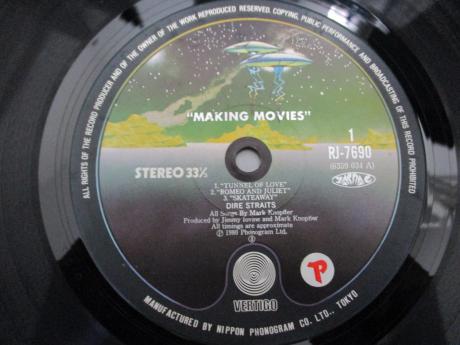 ALL RIGHTS OF THE RECORD PRODUCER AND OF THE OWNER OF THE WORK REPRODUCED RESERVED. COPYING, PUBLIC PERFORMANCE AND BROADCASTING OF THIS RECORD PROHIBITED
"MAKING MOVIES"
1
RJ-7690
(6359 034 A)
STEREO 33⅓
1. "TUNNEL OF LOVE"
2. "ROMEO AND JULIET"
3. "SKATEAWAY"
DIRE STRAITS
All Songs By Mark Knopfler
Produced by Jimmy Iovine and Mark Knopfler
All timings are approximate
Ⓟ 1980 Phonogram Ltd.
VERTIGO
MANUFACTURED BY NIPPON PHONOGRAM CO. LTD., TOKYO